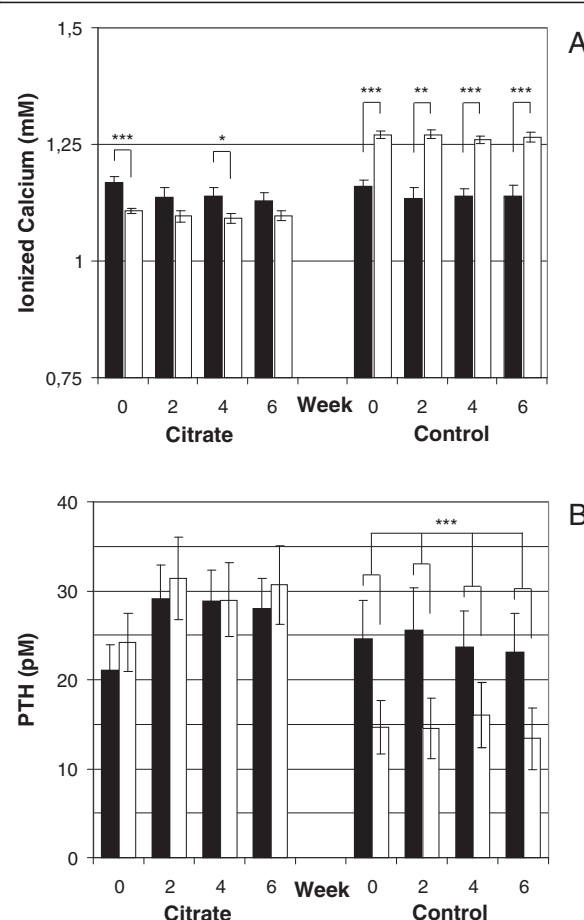 1,5
A
***
*
***
**
***
***
1,25
1
0,75
Ionized Calcium (mM)
0 2 4 6 Week 0 2 4 6
Citrate Control
40
B
***
30
20
10
0
PTH (pM)
0 2 4 6 Week 0 2 4 6
Citrate Control